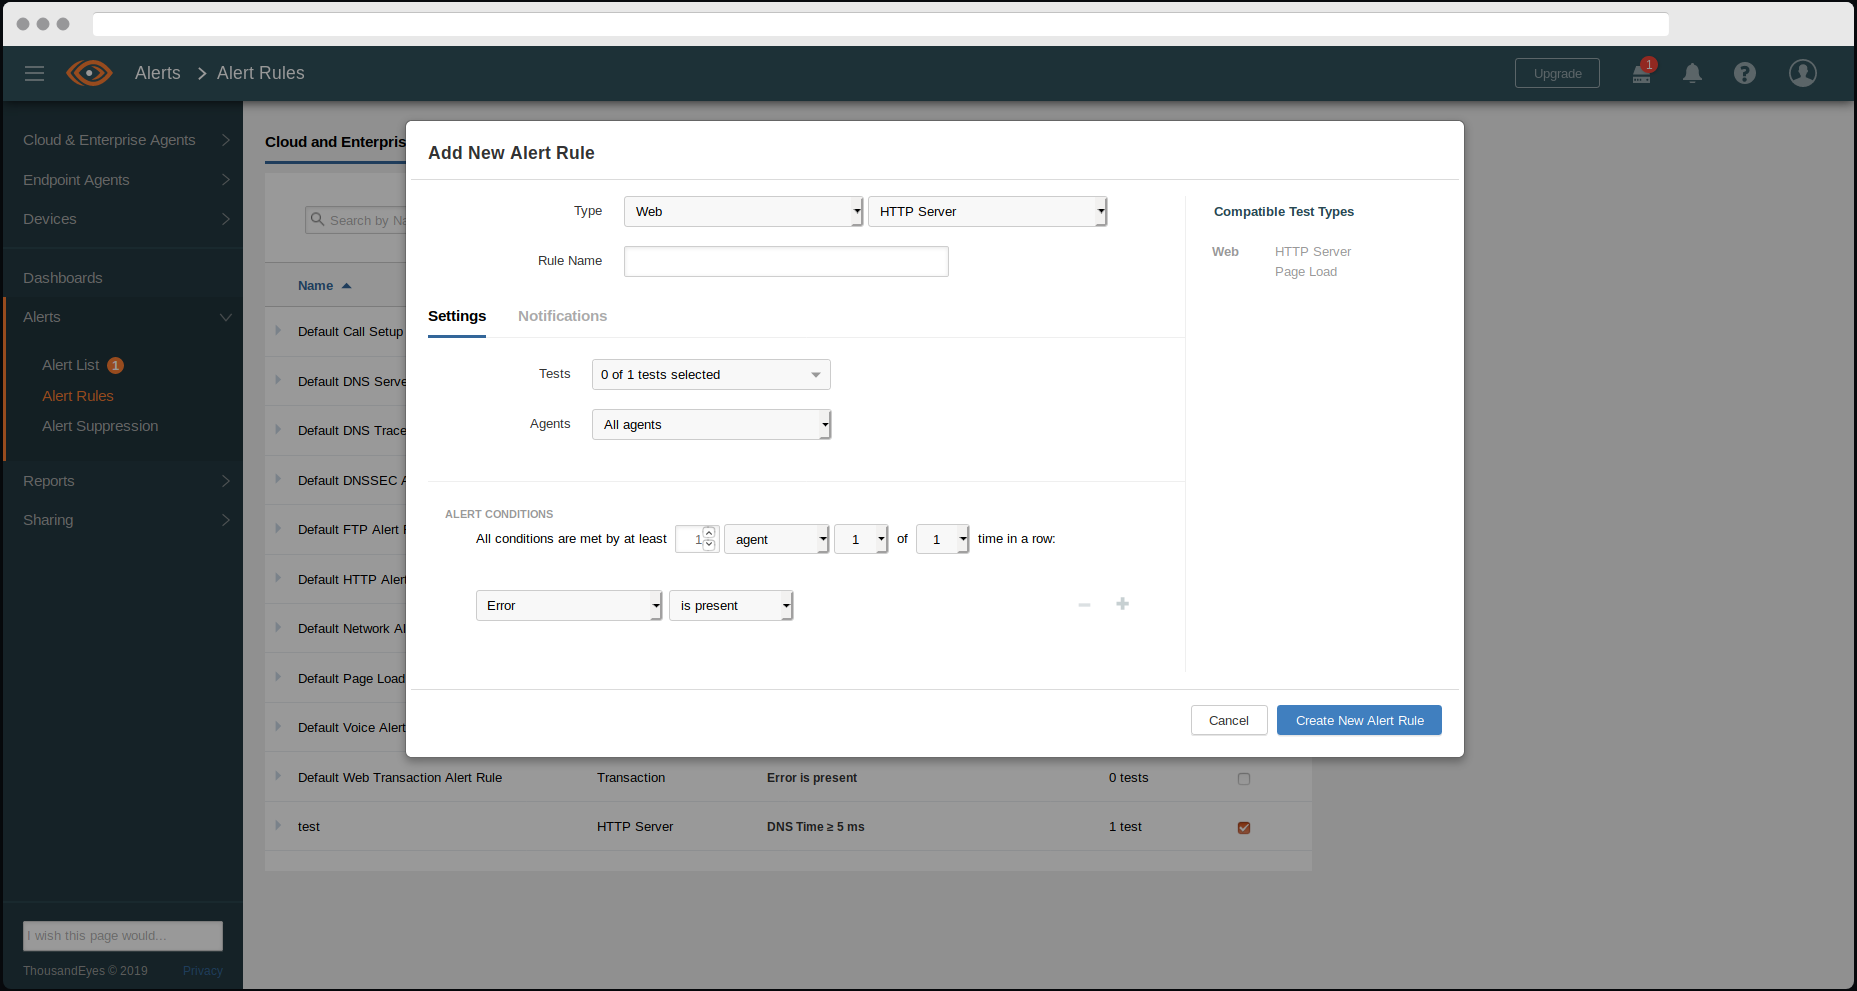 Alerts > Alert Rules
Upgrade
1
?
Cloud & Enterprise Agents
Endpoint Agents
Devices
Dashboards
Alerts
Alert List 1
Alert Rules
Alert Suppression
Reports
Sharing
I wish this page would...
ThousandEyes © 2019 Privacy
Cloud and Enterpris
Search by Na
Name
Default Call Setup
Default DNS Serve
Default DNS Trace
Default DNSSEC A
Default FTP Alert R
Default HTTP Alert
Default Network Al
Default Page Load
Default Voice Alert
Default Web Transaction Alert Rule Transaction Error is present 0 tests
test HTTP Server DNS Time ≥ 5 ms 1 test
Add New Alert Rule
Type Web HTTP Server
Rule Name
Settings Notifications
Tests 0 of 1 tests selected
Agents All agents
ALERT CONDITIONS
All conditions are met by at least 1 agent 1 of 1 time in a row:
Error is present
Compatible Test Types
Web HTTP Server
Page Load
Cancel Create New Alert Rule